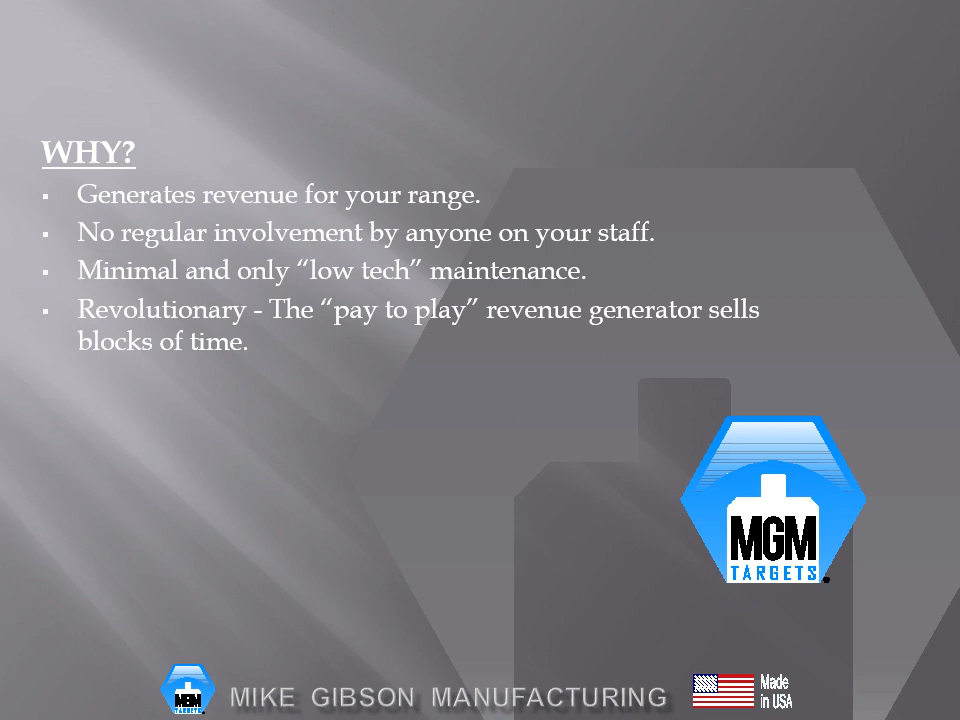 WHY?
▪ Generates revenue for your range.
▪ No regular involvement by anyone on your staff.
▪ Minimal and only “low tech” maintenance.
▪ Revolutionary - The “pay to play” revenue generator sells
blocks of time.
MGM
TARGETS.
MGM
TARGETS.
MIKE GIBSON MANUFACTURING
Made
in USA